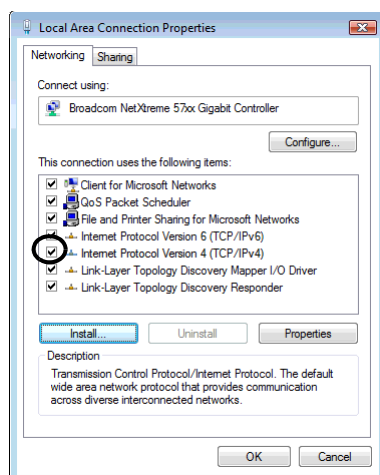 Local Area Connection Properties
Networking
Sharing
Connect using:
Broadcom NetXtreme 57xx Gigabit Controller
Configure...
This connection uses the following items:
Client for Microsoft Networks
QoS Packet Scheduler
File and Printer Sharing for Microsoft Networks
Internet Protocol Version 6 (TCP/IPv6)
Internet Protocol Version 4 (TCP/IPv4)
Link-Layer Topology Discovery Mapper I/O Driver
Link-Layer Topology Discovery Responder
Install...
Uninstall
Properties
Description
Transmission Control Protocol/Internet Protocol. The default
wide area network protocol that provides communication
across diverse interconnected networks.
OK
Cancel